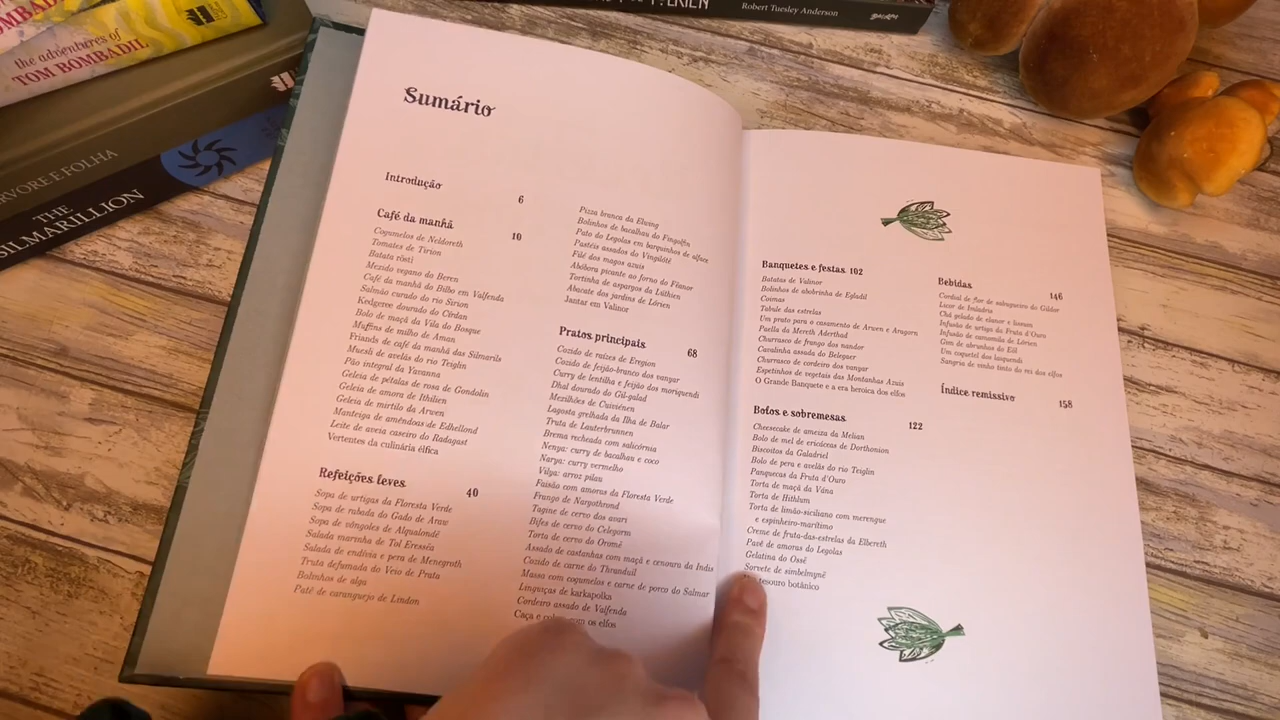 OMBADI
the adventures of
TOM BOMBADIL
RVORE E FOLHA
THE
SILMARILLION
Robert Tuesley Anderson
Sumário
Introdução 6
Café da manhã 10
Cogumelos de Neldoreth
Tomates de Tirion
Batata rösti
Mexido vegano do Beren
Café da manhã do Bilbo em Valfenda
Salmão curado do rio Sirion
Kedgeree dourado do Círdan
Bolo de maçã da Vila do Bosque
Muffins de milho de Aman
Friands de café da manhã das Silmarils
Muesli de avelãs do rio Teiglin
Pão integral da Yavanna
Geleia de pétalas de rosa de Gondolin
Geleia de amora de Ithilien
Geleia de mirtilo da Arwen
Manteiga de amêndoas de Edhellond
Leite de aveia caseiro do Radagast
Vertentes da culinária élfica
Refeições leves 40
Sopa de urtigas da Floresta Verde
Sopa de rabada do Gado de Araw
Sopa de vôngoles de Alqualondë
Salada marinha de Tol Eressëa
Salada de endívia e pera de Menegroth
Truta defumada do Veio de Prata
Bolinhos de alga
Patê de caranguejo de Lindon
Pizza branca da Elwing
Bolinhos de bacalhau do Fingolfin
Pato do Legolas em barquinhos de alface
Pastéis assados do Vingilótë
Filé dos magos azuis
Abóbora picante ao forno do Fëanor
Tortinha de aspargos da Lúthien
Abacate dos jardins de Lórien
Jantar em Valinor
Pratos principais 68
Cozido de raízes de Eregion
Cozido de feijão-branco dos vanyar
Curry de lentilha e feijão dos moriquendi
Dhal dourado do Gil-galad
Mexilhões de Cuiviénen
Lagosta grelhada da Ilha de Balar
Truta de Lauterbrunnen
Brema recheada com salicórnia
Nenya: curry de bacalhau e coco
Narya: curry vermelho
Vilya: arroz pilau
Faisão com amoras da Floresta Verde
Frango de Nargothrond
Tagine de cervo dos avari
Bifes de cervo do Celegorm
Torta de cervo do Oromë
Assado de castanhas com maçã e cenoura da Indis
Cozido de carne do Thranduil
Massa com cogumelos e carne de porco do Salmar
Linguiças de karkapolka
Cordeiro assado de Valfenda
Caça e com os elfos
Banquetes e festas 102
Batatas de Valinor
Bolinhos de abobrinha de Egladil
Coimas
Tabule das estrelas
Um prato para o casamento de Arwen e Aragorn
Paella da Mereth Aderthad
Churrasco de frango dos nandor
Cavalinha assada do Belegaer
Churrasco de cordeiro dos vanyar
Espetinhos de vegetais das Montanhas Azuis
O Grande Banquete e a era heroica dos elfos
Bolos e sobremesas 122
Cheesecake de ameixa da Melian
Bolo de mel de ericáceas de Dorthonion
Biscoitos da Galadriel
Bolo de pera e avelãs do rio Teiglin
Panquecas da Fruta d'Ouro
Torta de maçã da Vána
Torta de Hithlum
Torta de limão-siciliano com merengue
e espinheiro-marítimo
Creme de fruta-das-estrelas da Elbereth
Pavê de amoras do Legolas
Gelatina do Ossë
Sorvete de simbelmynë
tesouro botânico
Bebidas 146
Cordial de flor de sabugueiro do Gildor
Licor de Imladris
Chá gelado de elanor e lissuin
Infusão de urtiga da Fruta d'Ouro
Infusão de camomila de Lórien
Gim de abrunhos do Eöl
Um coquetel dos laiquendi
Sangria de vinho tinto do rei dos elfos
Índice remissivo 158